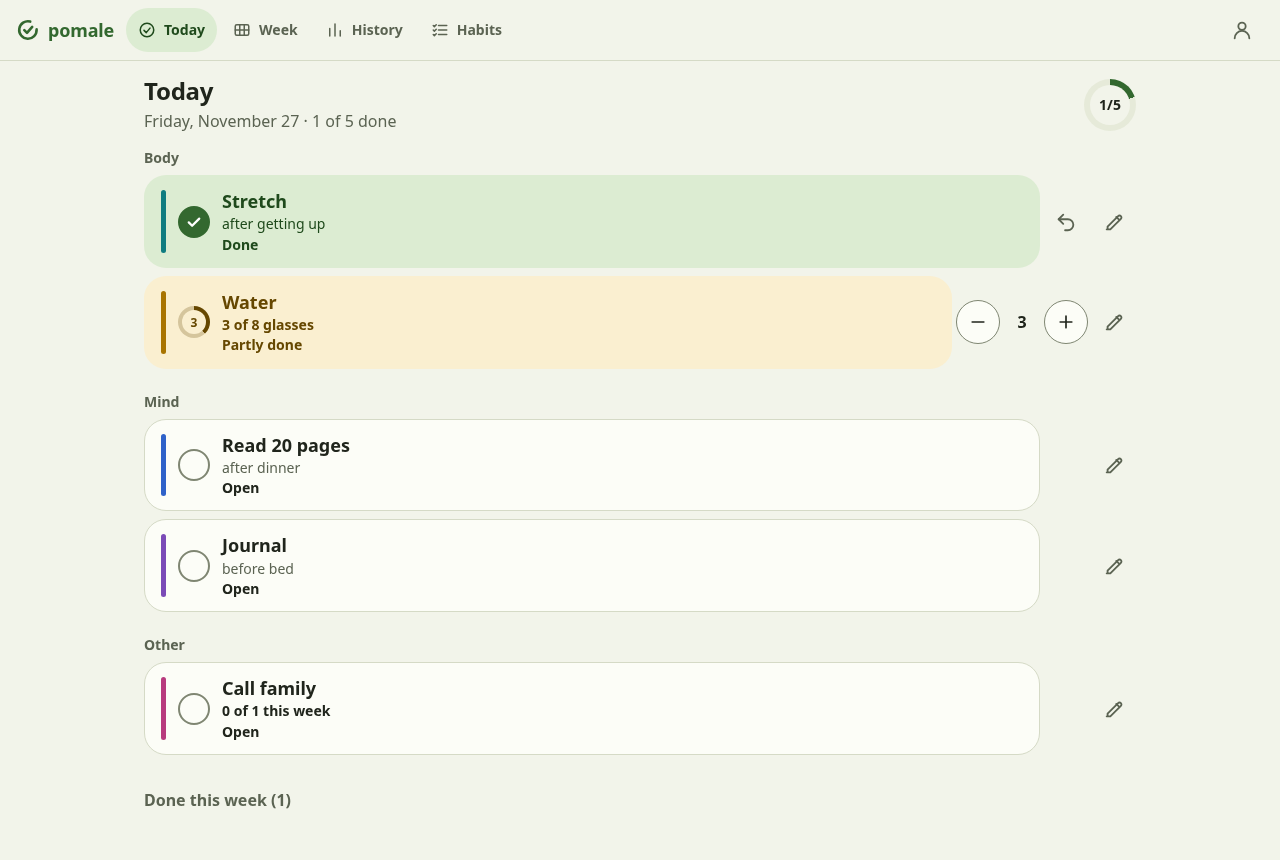 pomale
Today
Week
History
Habits
Today
Friday, November 27 · 1 of 5 done
1/5
Body
Stretch
after getting up
Done
3
Water
3 of 8 glasses
Partly done
3
Mind
Read 20 pages
after dinner
Open
Journal
before bed
Open
Other
Call family
0 of 1 this week
Open
Done this week (1)